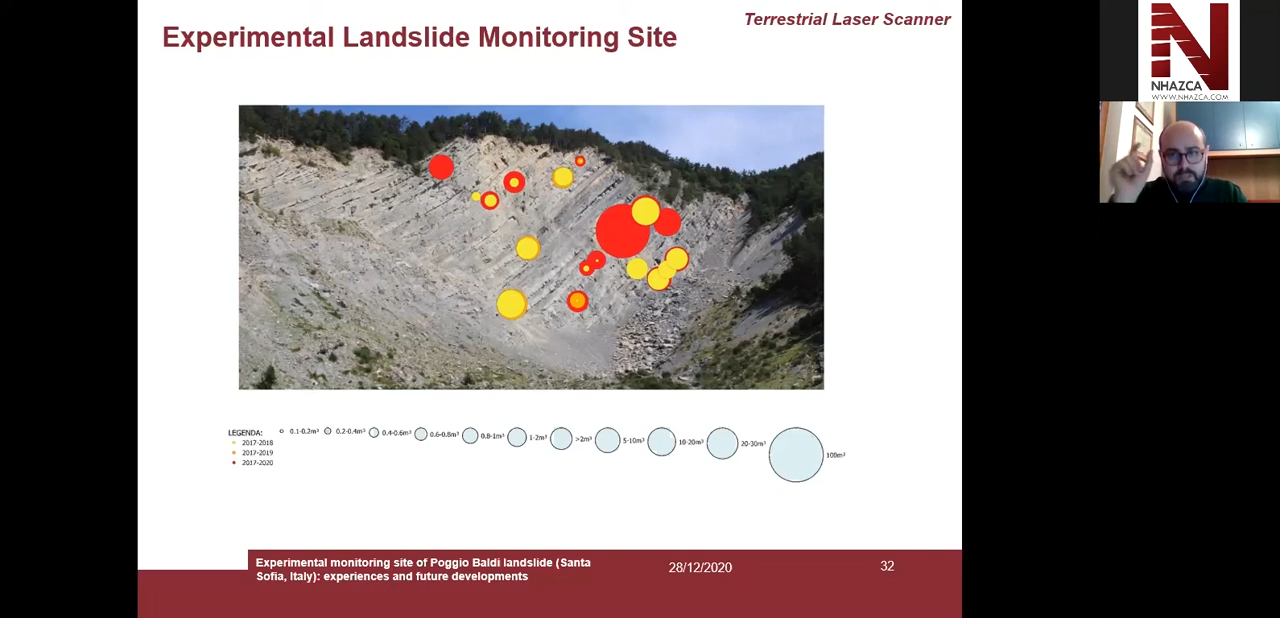 Terrestrial Laser Scanner
Experimental Landslide Monitoring Site
NHAZCA
WWW.NHAZCA.COM
LEGENDA:
2017-2018
2017-2019
2017-2020
0.1-0.2m³
0.2-0.4m³
0.4-0.6m³
0.6-0.8m³
0.8-1m³
1-2m³
>2m³
5-10m³
10-20m³
20-30m³
100m³
Experimental monitoring site of Poggio Baldi landslide (Santa
Sofia, Italy): experiences and future developments
28/12/2020
32